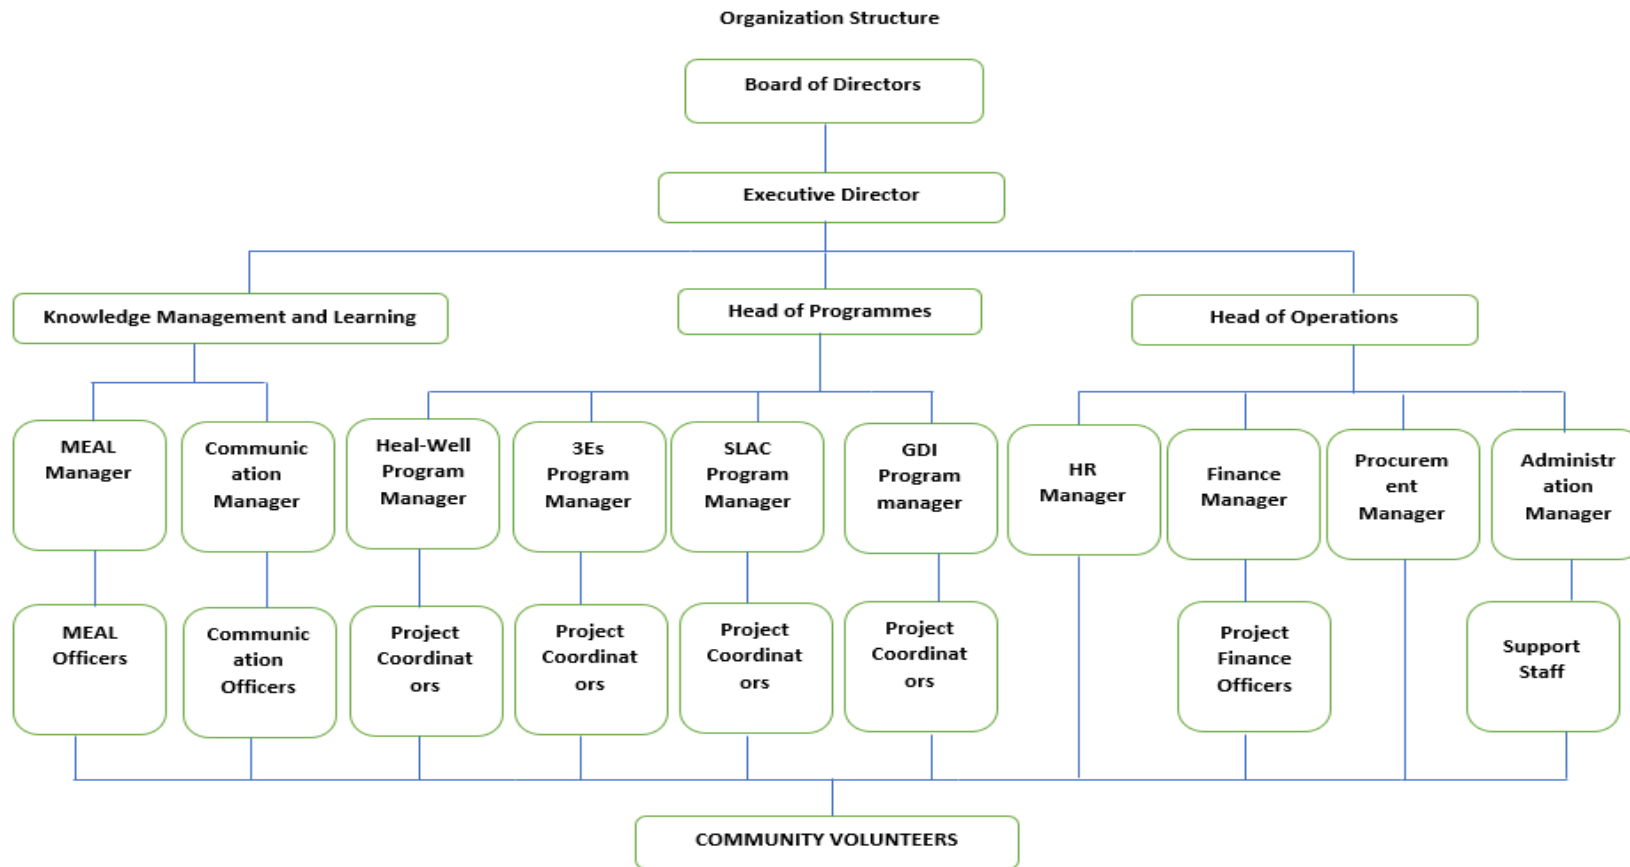 Organization Structure
Board of Directors
Executive Director
Knowledge Management and Learning
Head of Programmes
Head of Operations
MEAL
Manager
Communic
ation
Manager
Heal-Well
Program
Manager
3Es
Program
Manager
SLAC
Program
Manager
GDI
Program
manager
HR
Manager
Finance
Manager
Procurem
ent
Manager
Administr
ation
Manager
MEAL
Officers
Communic
ation
Officers
Project
Coordinat
ors
Project
Coordinat
ors
Project
Coordinat
ors
Project
Coordinat
ors
Project
Finance
Officers
Support
Staff
COMMUNITY VOLUNTEERS